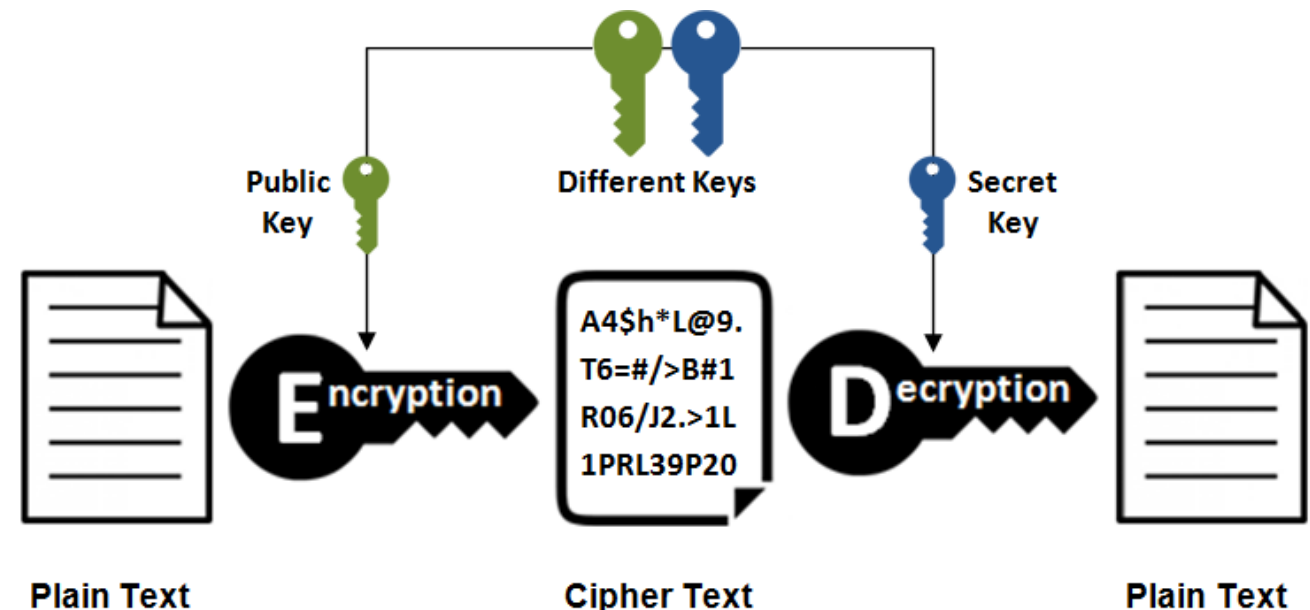 Public
Key
Different Keys
Secret
Key
Encryption
A4$h*L@9.
T6=#/>B#1
R06/J2.>1L
1PRL39P20
Decryption
Plain Text
Cipher Text
Plain Text